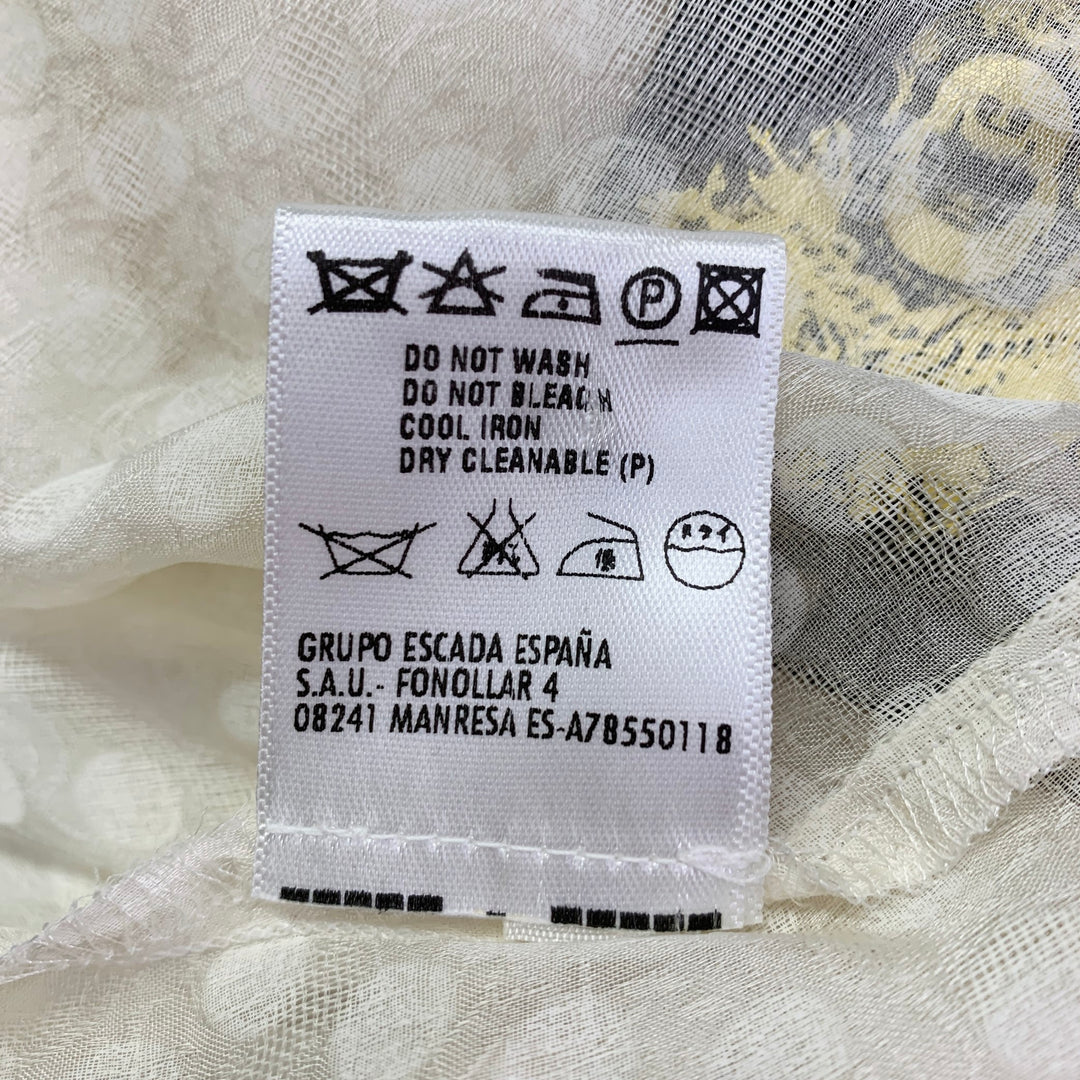 P
DO NOT WASH
DO NOT BLEACH
COOL IRON
DRY CLEANABLE (P)
ドライ
GRUPO ESCADA ESPAÑA
S.A.U.- FONOLLAR 4
08241 MANRESA ES-A78550118